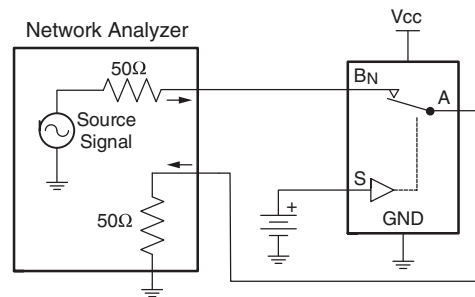 Network Analyzer
Vcc
50Ω
BN
A
Source
Signal
S
+
50Ω
GND